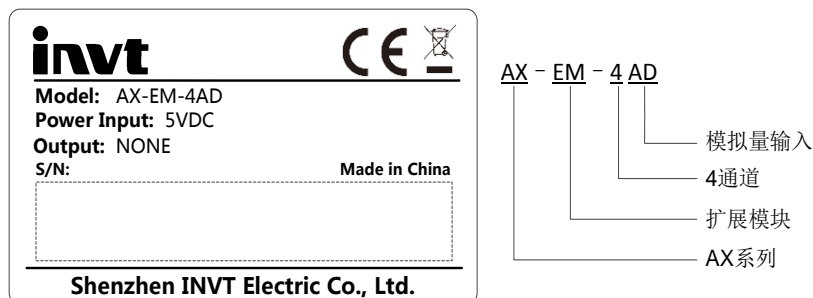 invt
CE
Model: AX-EM-4AD
Power Input: 5VDC
Output: NONE
S/N:
Made in China
Shenzhen INVT Electric Co., Ltd.
AX - EM - 4 AD
模拟量输入
4通道
扩展模块
AX系列